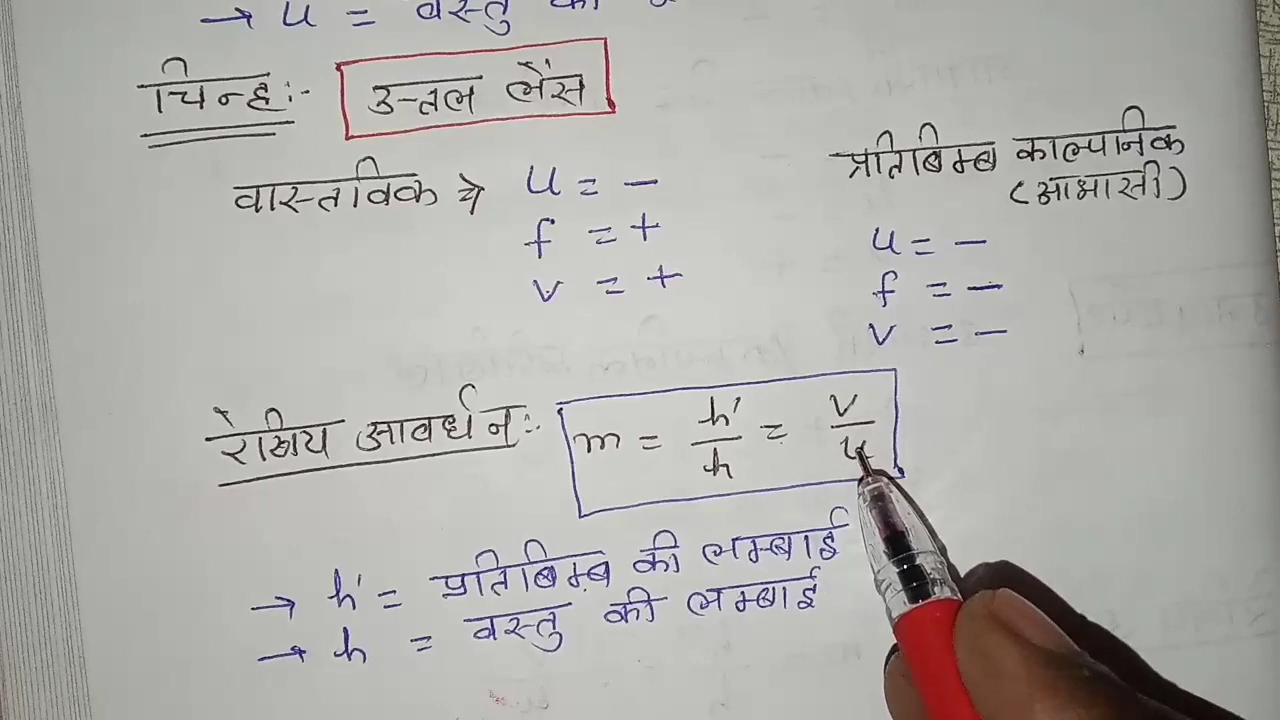 → u = वस्तु की
चिन्ह :- उत्तल लेंस
वास्तविक →
u = -
f = +
v = +
प्रतिबिम्ब काल्पनिक
(आभासी)
u = -
f = -
v = -
रेखिय आवर्धन :- m = h'/h = v/u
→ h' = प्रतिबिम्ब की लम्बाई
→ h = वस्तु की लम्बाई